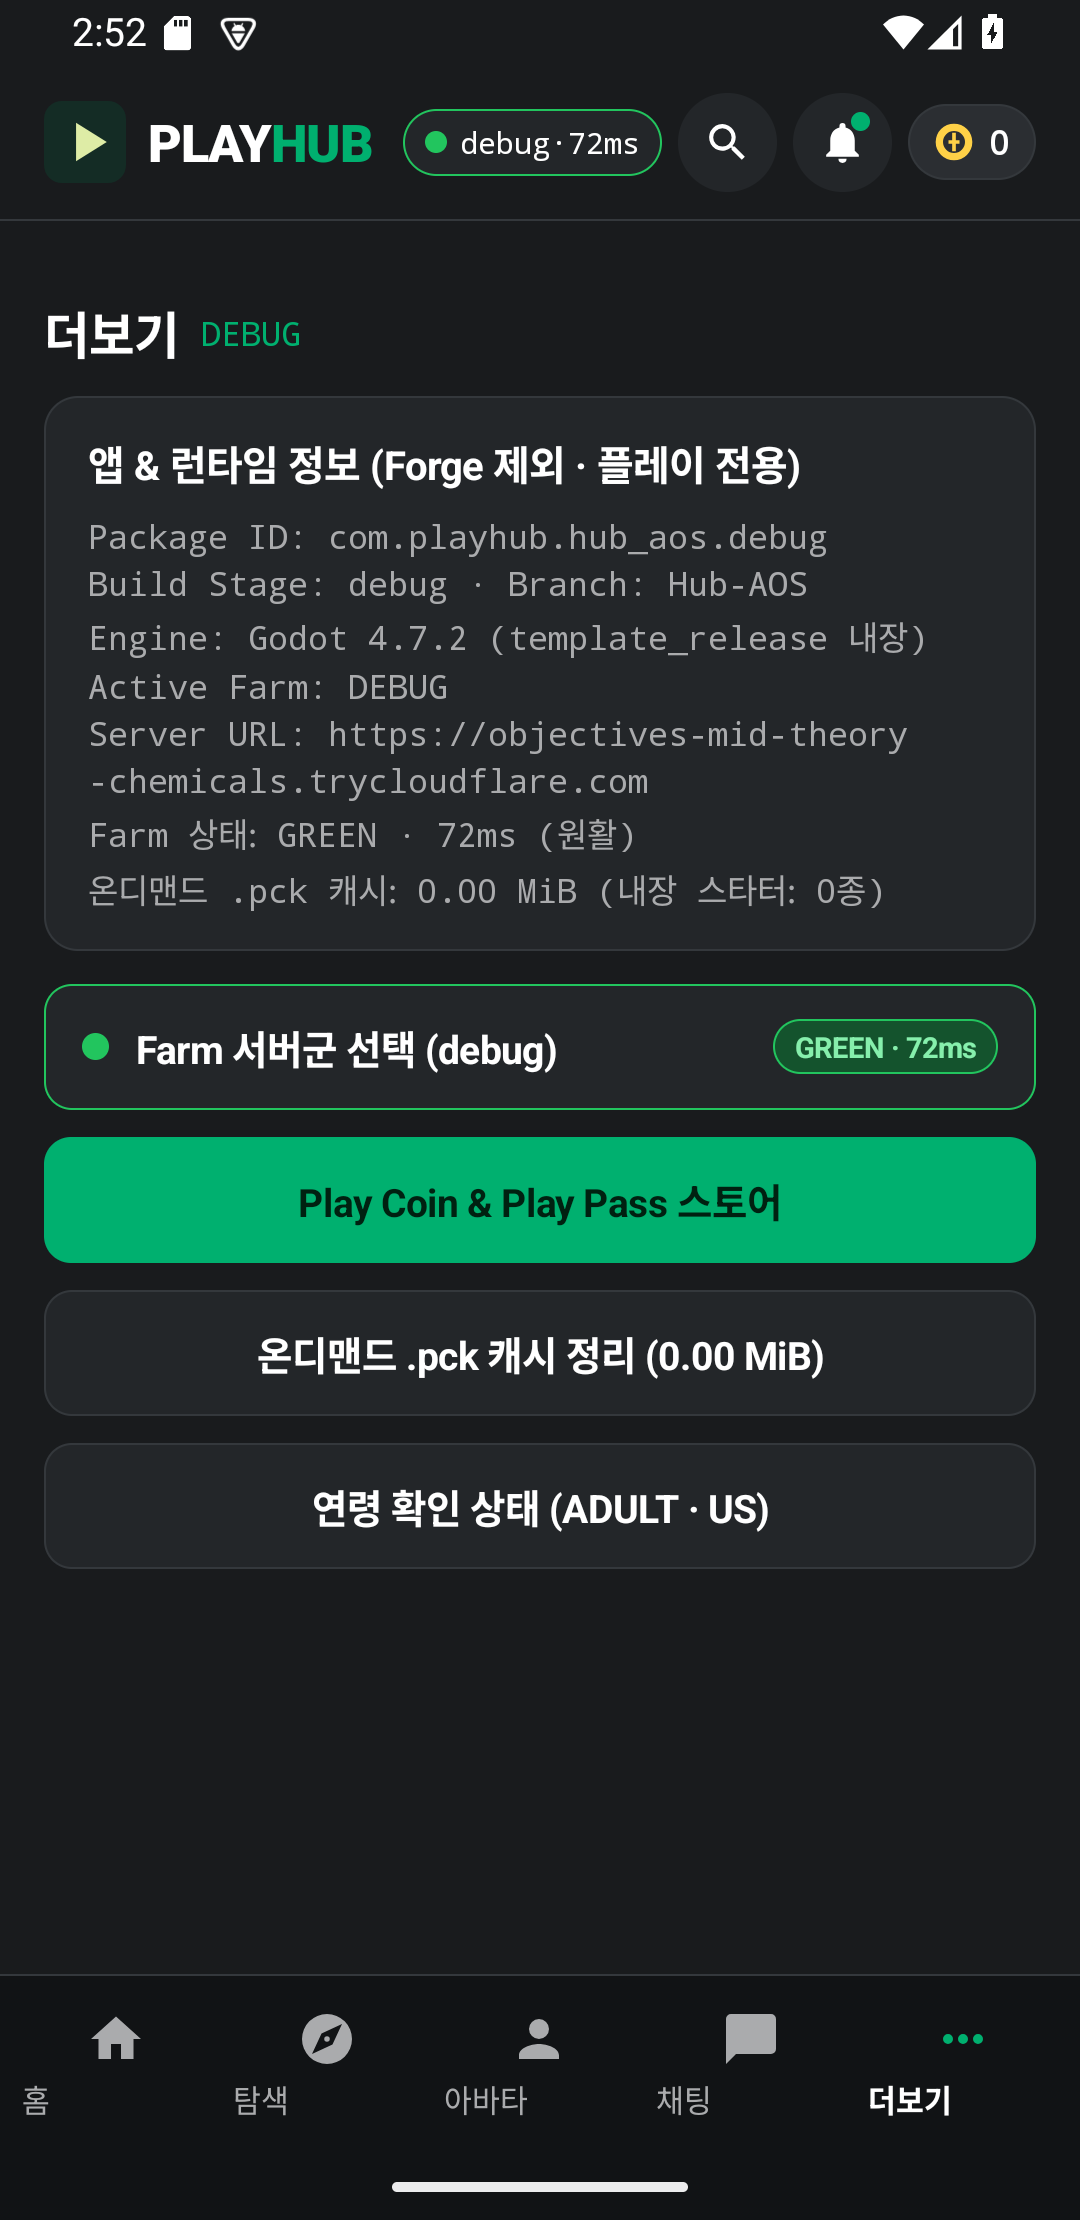 2:52
PLAYHUB
debug·72ms
0
더보기 DEBUG
앱 & 런타임 정보 (Forge 제외 · 플레이 전용)
Package ID: com.playhub.hub_aos.debug
Build Stage: debug · Branch: Hub-AOS
Engine: Godot 4.7.2 (template_release 내장)
Active Farm: DEBUG
Server URL: https://objectives-mid-theory
-chemicals.trycloudflare.com
Farm 상태: GREEN · 72ms (원활)
온디맨드 .pck 캐시: 0.00 MiB (내장 스타터: 0종)
Farm 서버군 선택 (debug)
GREEN · 72ms
Play Coin & Play Pass 스토어
온디맨드 .pck 캐시 정리 (0.00 MiB)
연령 확인 상태 (ADULT · US)
홈
탐색
아바타
채팅
더보기